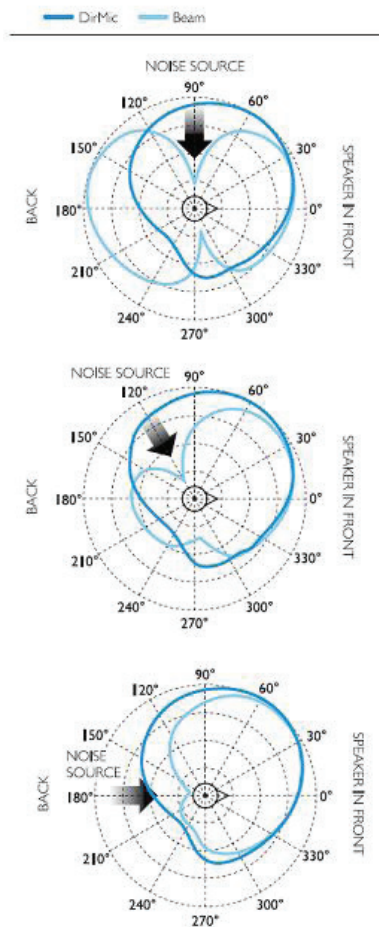 DirMic Beam
NOISE SOURCE
90°
120° 60°
150° 30°
BACK 180° 0° SPEAKER IN FRONT
210° 330°
240° 300°
270°
NOISE SOURCE
90°
120° 60°
150° 30°
BACK 180° 0° SPEAKER IN FRONT
210° 330°
240° 300°
270°
90°
120° 60°
150° 30°
NOISE
SOURCE
BACK 180° 0° SPEAKER IN FRONT
210° 330°
240° 300°
270°